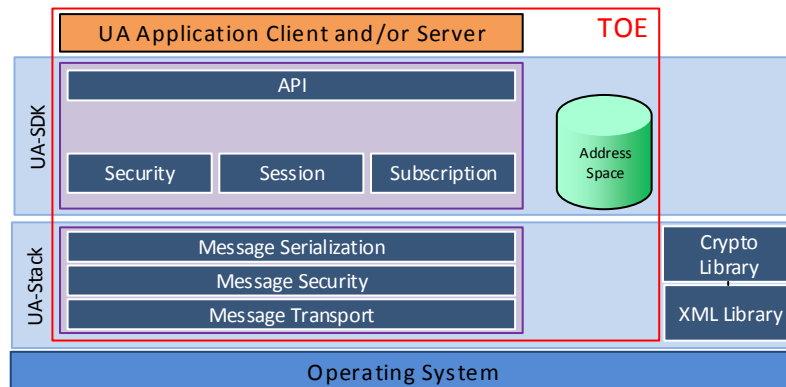 UA Application Client and/or Server
TOE
UA-SDK
API
Security
Session
Subscription
Address
Space
UA-Stack
Message Serialization
Message Security
Message Transport
Crypto
Library
XML Library
Operating System